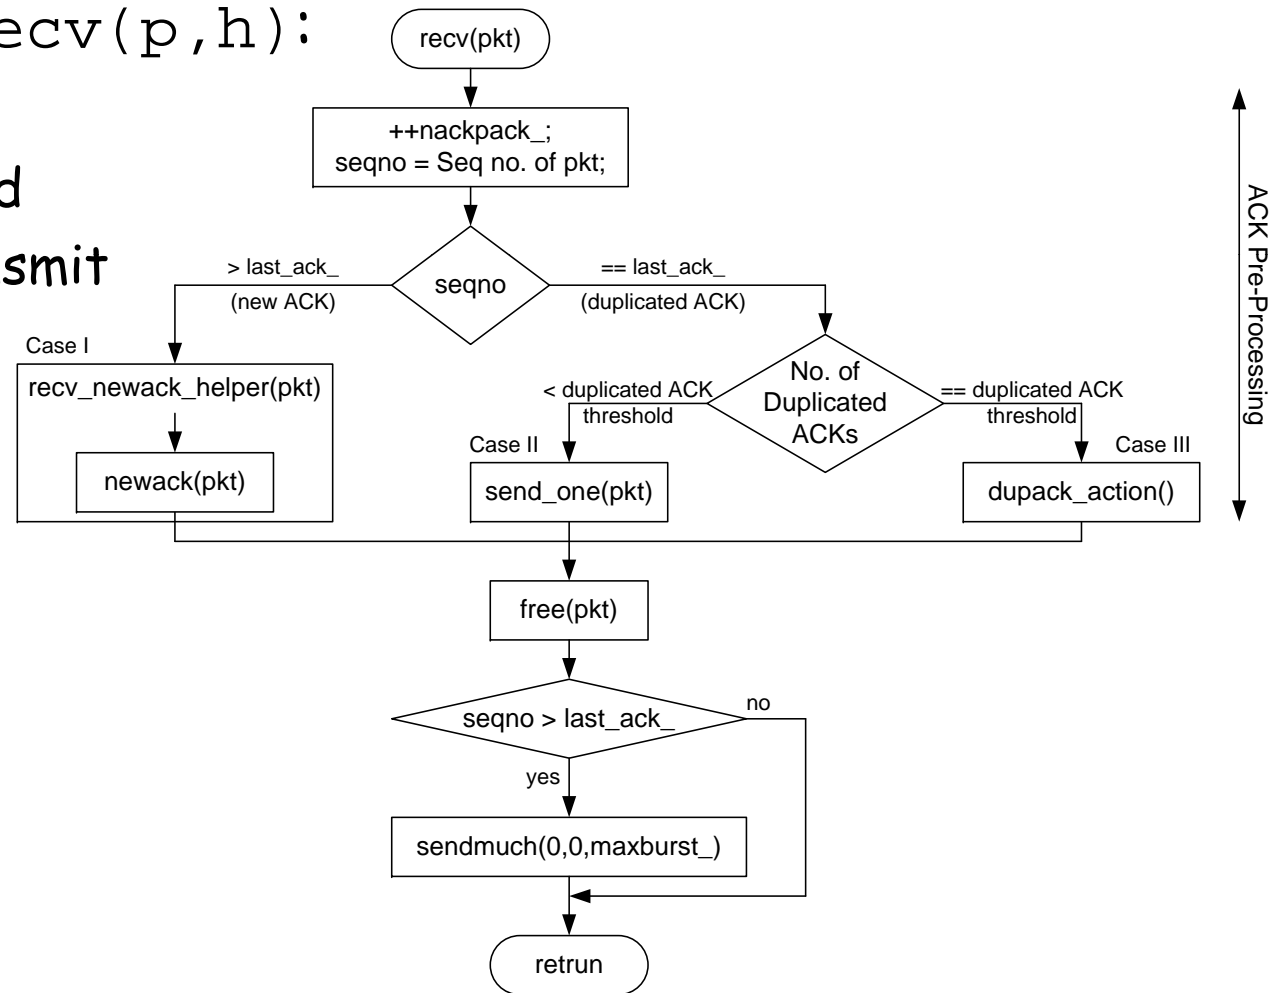 ecv(p,h):
d
smit
recv(pkt)
++nackpack_;
seqno = Seq no. of pkt;
seqno
> last_ack_
(new ACK)
== last_ack_
(duplicated ACK)
Case I
recv_newack_helper(pkt)
newack(pkt)
No. of
Duplicated
ACKs
< duplicated ACK
threshold
== duplicated ACK
threshold
Case II
send_one(pkt)
Case III
dupack_action()
ACK Pre-Processing
free(pkt)
seqno > last_ack_
no
yes
sendmuch(0,0,maxburst_)
retrun